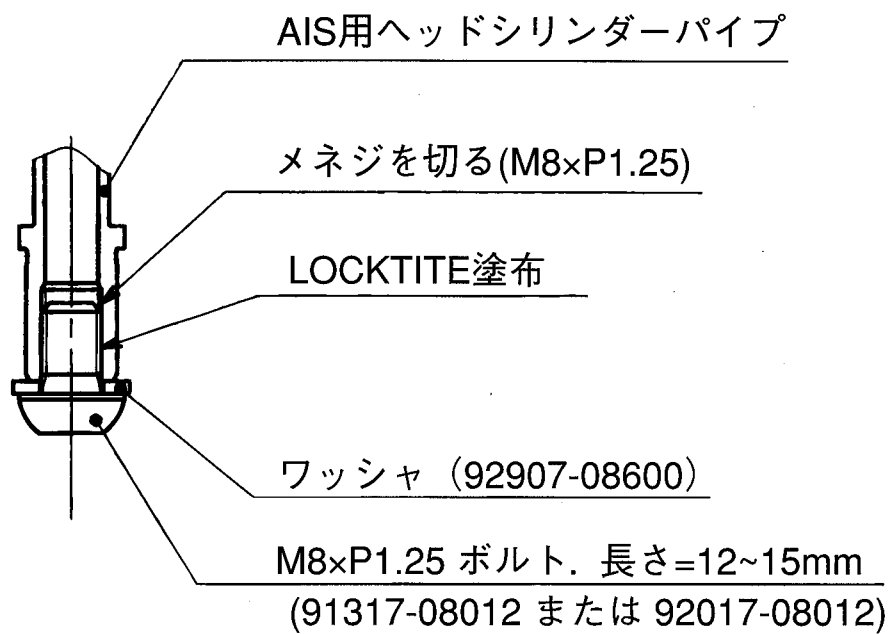 AIS用ヘッドシリンダーパイプ
メネジを切る(M8×P1.25)
LOCKTITE塗布
ワッシャ（92907-08600）
M8×P1.25 ボルト．長さ=12~15mm
(91317-08012 または 92017-08012)